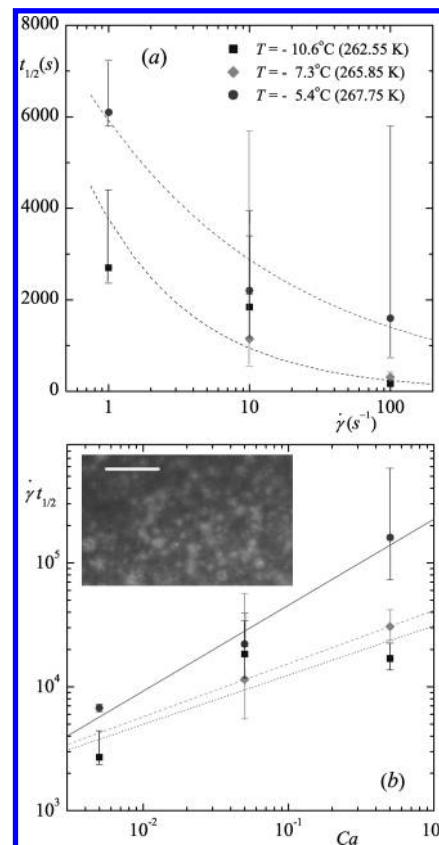 8000
t1/2(s)
(a)
T = - 10.6°C (262.55 K)
T = - 7.3°C (265.85 K)
T = - 5.4°C (267.75 K)
6000
4000
2000
0
1
10
100
γ̇ (s⁻¹)
γ̇ t1/2
10⁵
10⁴
10³
(b)
10⁻²
10⁻¹
Ca
10⁰